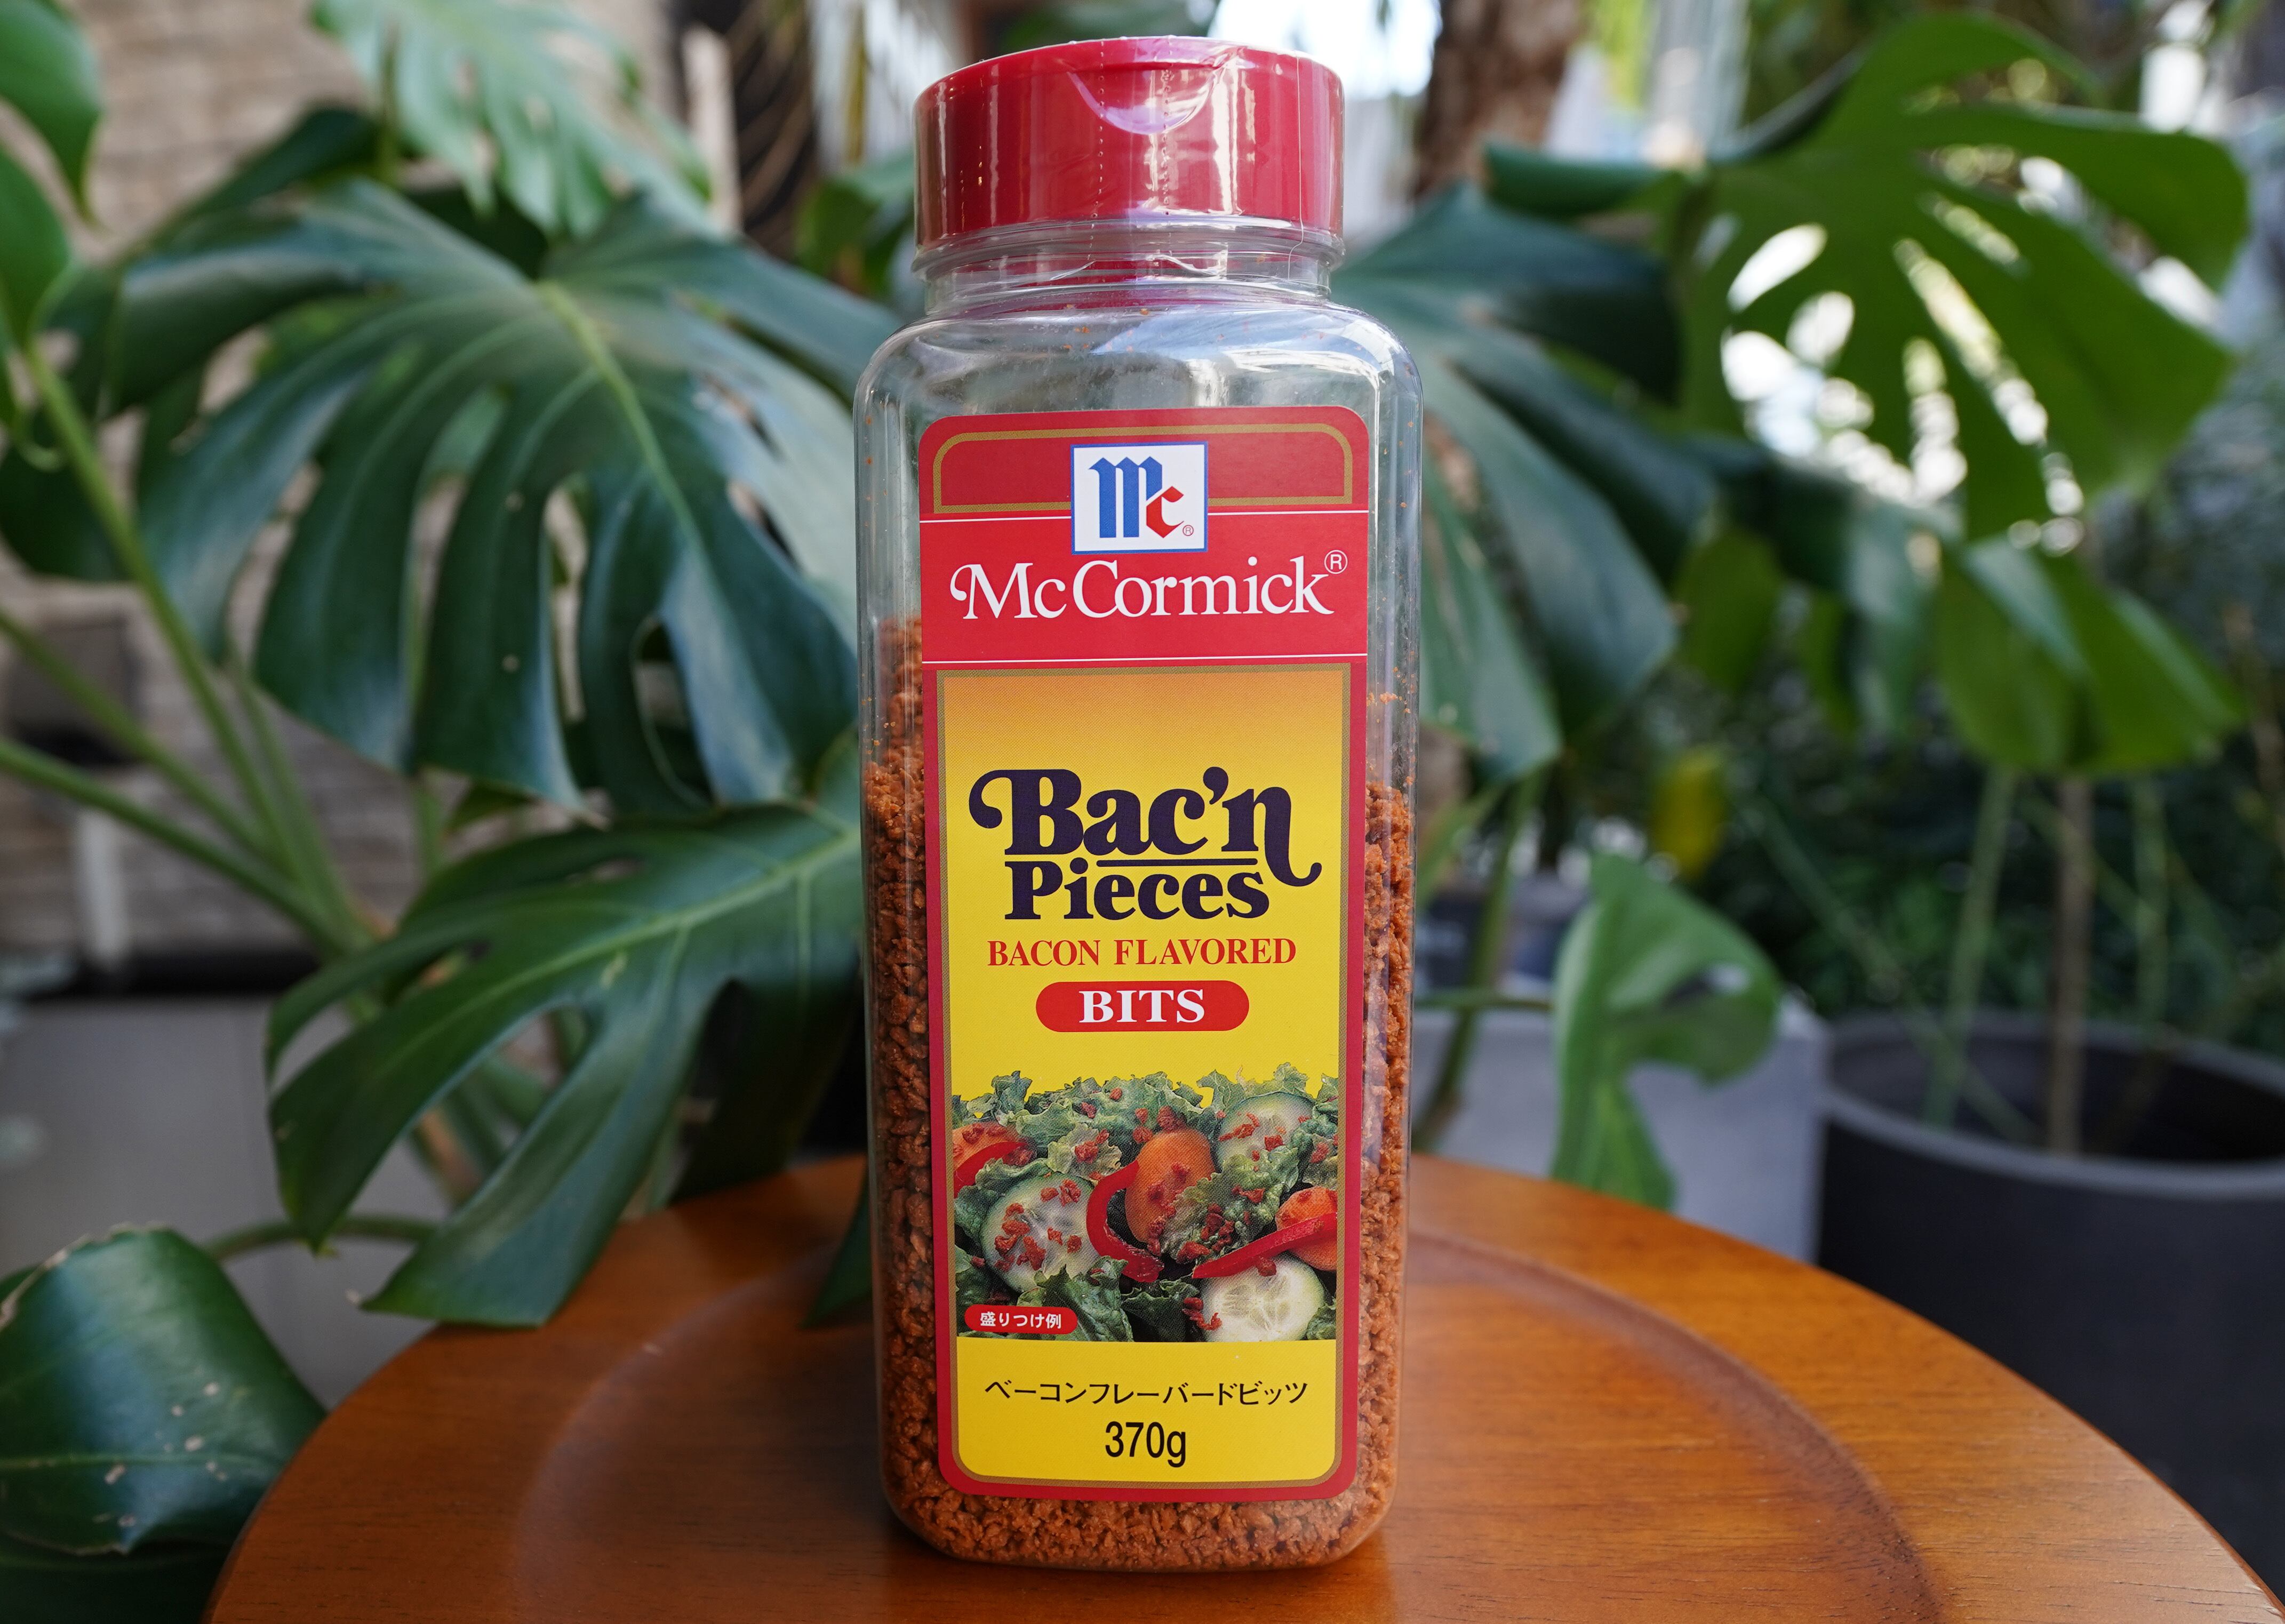 Mc®
McCormick®
Bac'n
Pieces
BACON FLAVORED
BITS
盛りつけ例
ベーコンフレーバードビッツ
370g